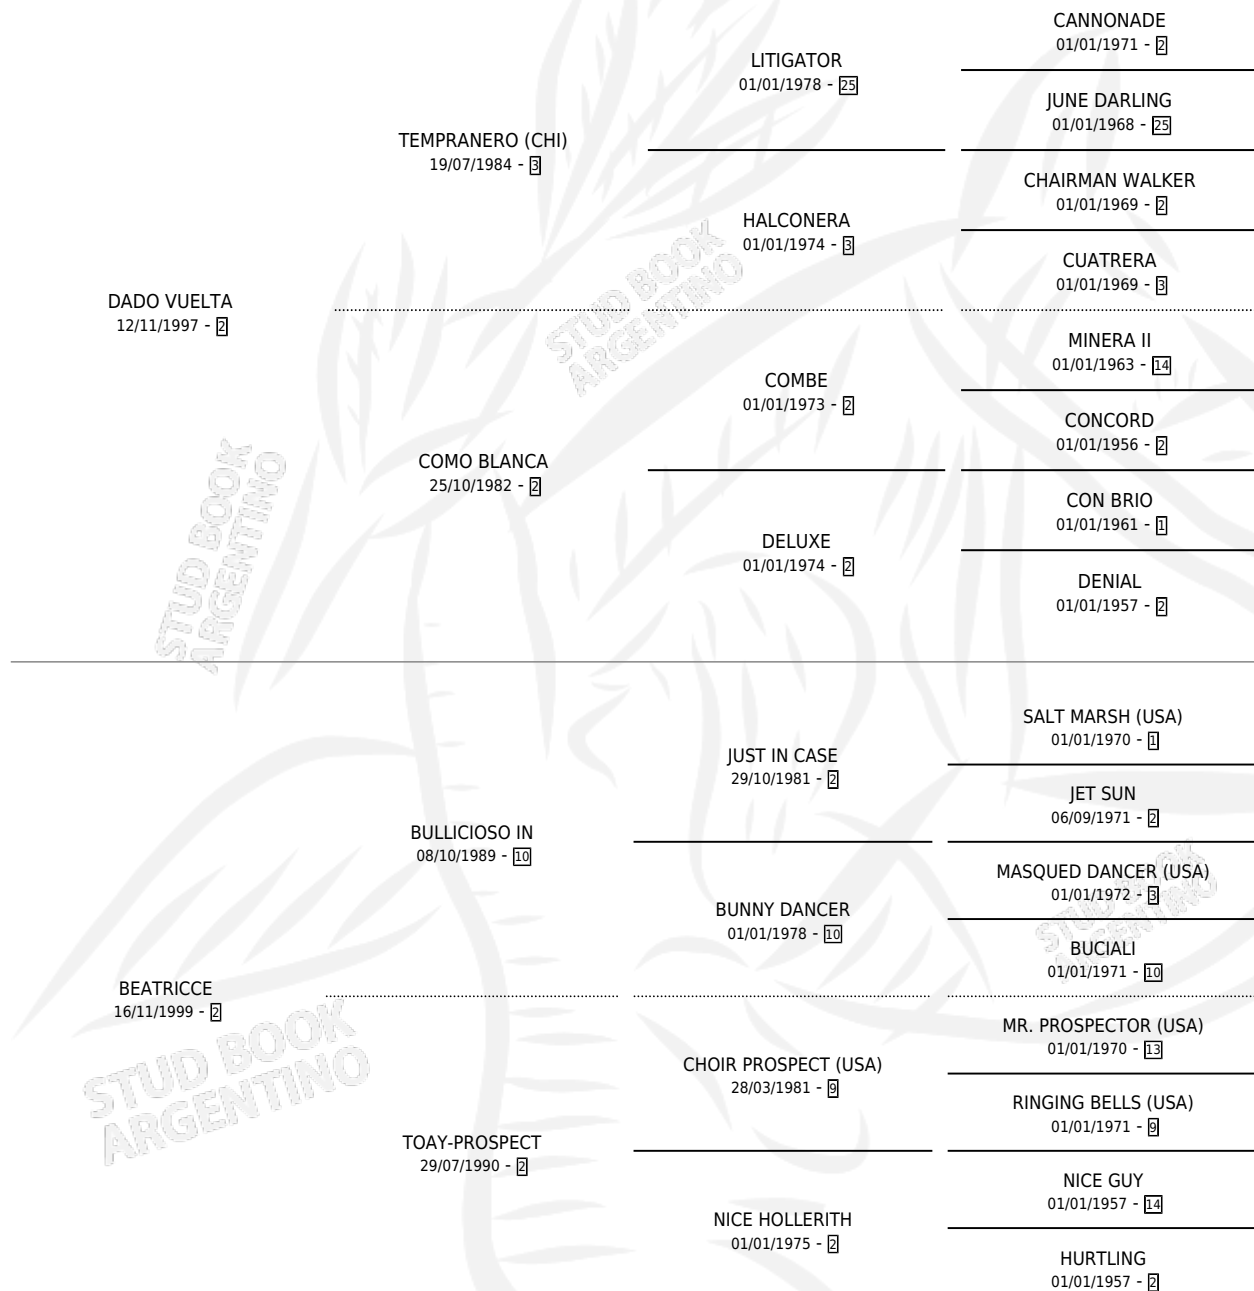 CANNONADE
01/01/1971 - 2
LITIGATOR
01/01/1978 - 25
JUNE DARLING
01/01/1968 - 25
TEMPRANERO (CHI)
19/07/1984 - 3
CHAIRMAN WALKER
01/01/1969 - 2
HALCONERA
01/01/1974 - 3
CUATRERA
01/01/1969 - 3
DADO VUELTA
12/11/1997 - 2
MINERA II
01/01/1963 - 14
COMBE
01/01/1973 - 2
CONCORD
01/01/1956 - 2
COMO BLANCA
25/10/1982 - 2
CON BRIO
01/01/1961 - 1
DELUXE
01/01/1974 - 2
DENIAL
01/01/1957 - 2
STUD BOOK
ARGENTINO
STUD BOOK
ARGENTINO
SALT MARSH (USA)
01/01/1970 - 1
JUST IN CASE
29/10/1981 - 2
JET SUN
06/09/1971 - 2
BULLICIOSO IN
08/10/1989 - 10
MASQUED DANCER (USA)
01/01/1972 - 3
BUNNY DANCER
01/01/1978 - 10
BUCIALI
01/01/1971 - 10
STUD BOOK
ARGENTINO
BEATRICCE
16/11/1999 - 2
MR. PROSPECTOR (USA)
01/01/1970 - 13
CHOIR PROSPECT (USA)
28/03/1981 - 9
RINGING BELLS (USA)
01/01/1971 - 9
STUD BOOK
ARGENTINO
TOAY-PROSPECT
29/07/1990 - 2
NICE GUY
01/01/1957 - 14
NICE HOLLERITH
01/01/1975 - 2
HURTLING
01/01/1957 - 2